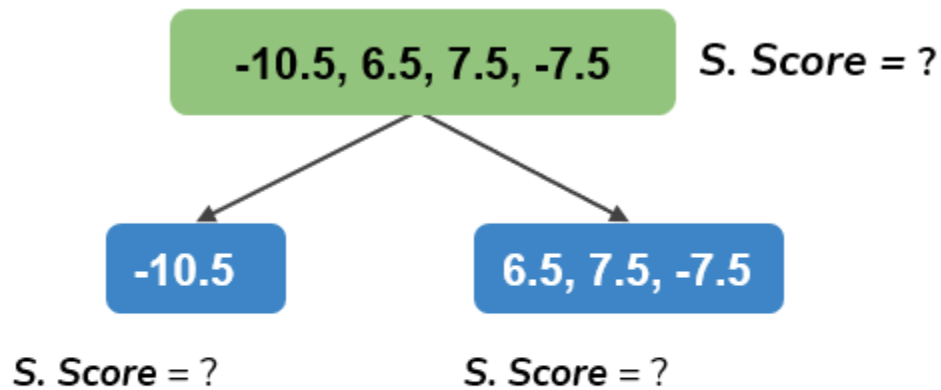 -10.5, 6.5, 7.5, -7.5
S. Score = ?
-10.5
6.5, 7.5, -7.5
S. Score = ?
S. Score = ?